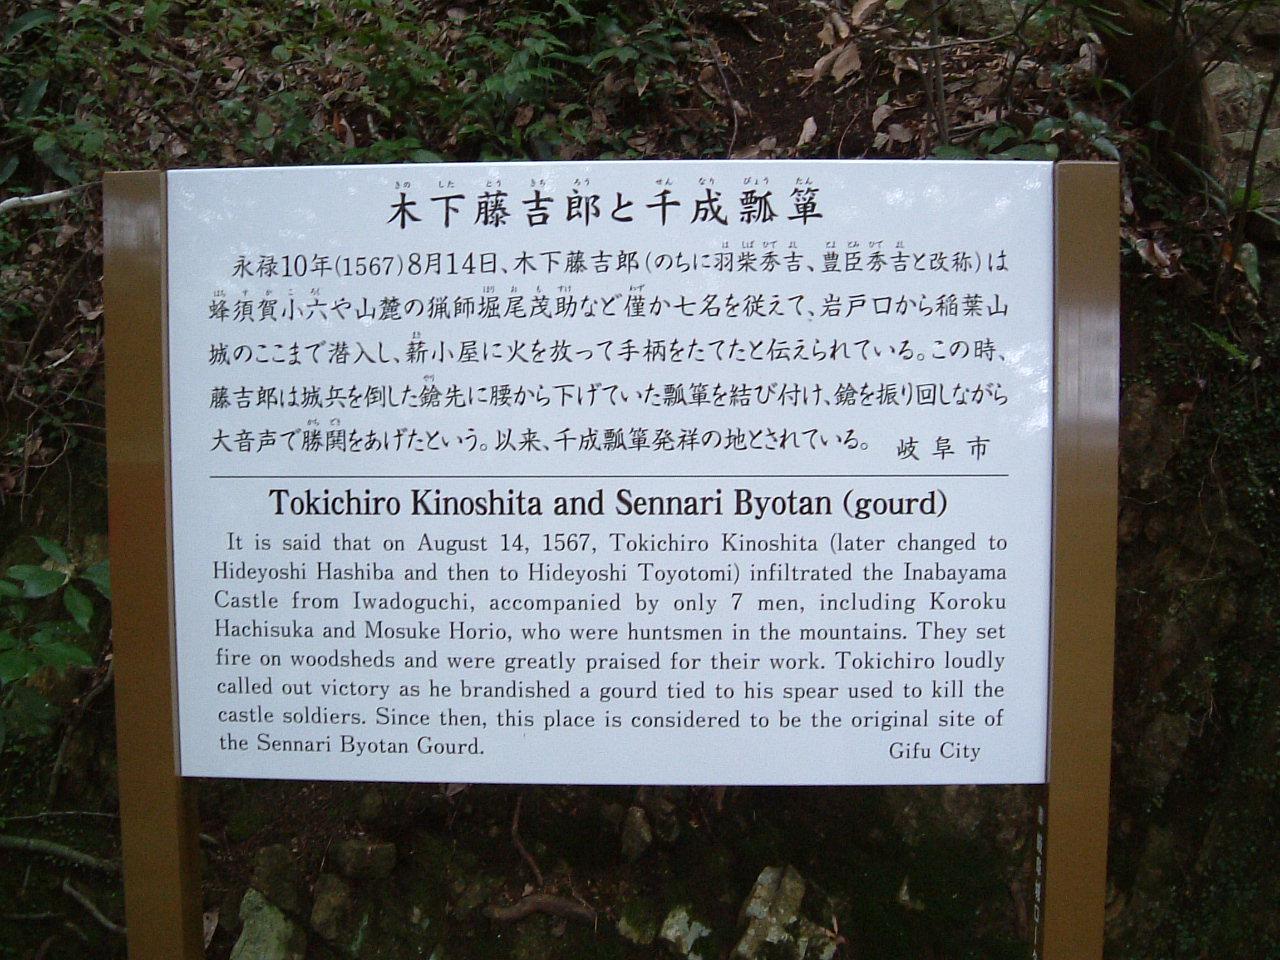 木下藤吉郎と千成瓢箪
永禄10年(1567)8月14日、木下藤吉郎(のちに羽柴秀吉、豊臣秀吉と改称)は
蜂須賀小六や山麓の猟師堀尾茂助など僅か七名を従えて、岩戸口から稲葉山
城のここまで潜入し、薪小屋に火を放って手柄をたてたと伝えられている。この時、
藤吉郎は城兵を倒した鎗先に腰から下げていた瓢箪を結び付け、鎗を振り回しながら
大音声で勝鬨をあげたという。以来、千成瓢箪発祥の地とされている。 岐阜市
Tokichiro Kinoshita and Sennari Byotan (gourd)
It is said that on August 14, 1567, Tokichiro Kinoshita (later changed to
Hideyoshi Hashiba and then to Hideyoshi Toyotomi) infiltrated the Inabayama
Castle from Iwadoguchi, accompanied by only 7 men, including Koroku
Hachisuka and Mosuke Horio, who were huntsmen in the mountains. They set
fire on woodsheds and were greatly praised for their work. Tokichiro loudly
called out victory as he brandished a gourd tied to his spear used to kill the
castle soldiers. Since then, this place is considered to be the original site of
the Sennari Byotan Gourd. Gifu City